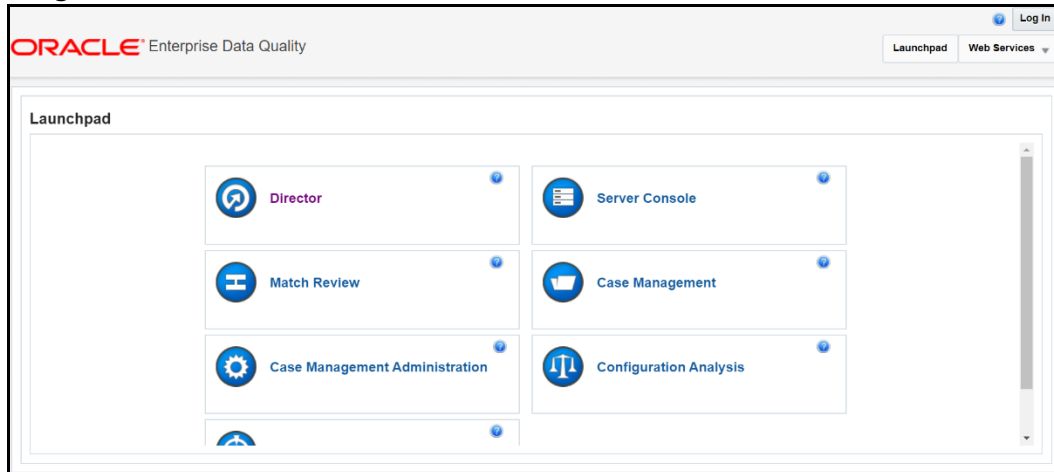 Log In
ORACLE Enterprise Data Quality
Launchpad Web Services
Launchpad
Director
Server Console
Match Review
Case Management
Case Management Administration
Configuration Analysis